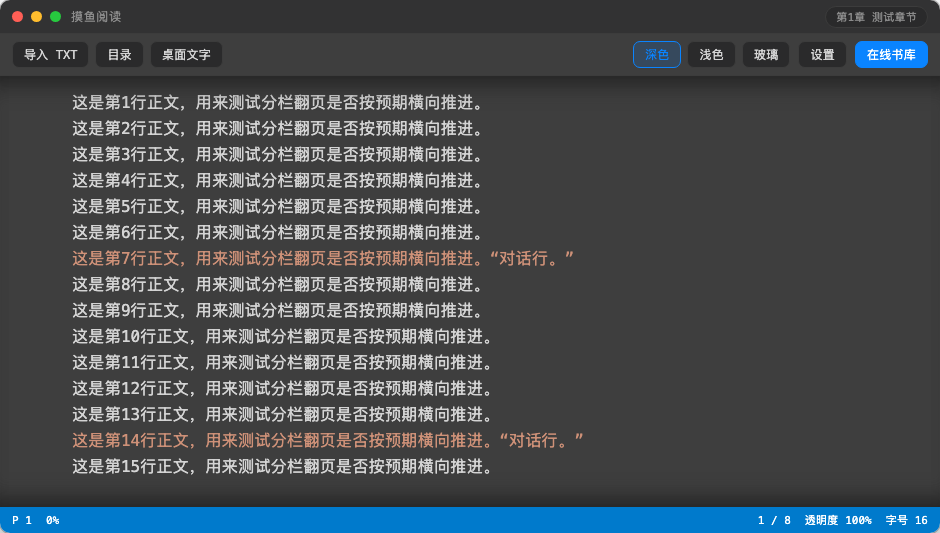 摸鱼阅读 第1章 测试章节
导入 TXT 目录 桌面文字 深色 浅色 玻璃 设置 在线书库
这是第1行正文，用来测试分栏翻页是否按预期横向推进。
这是第2行正文，用来测试分栏翻页是否按预期横向推进。
这是第3行正文，用来测试分栏翻页是否按预期横向推进。
这是第4行正文，用来测试分栏翻页是否按预期横向推进。
这是第5行正文，用来测试分栏翻页是否按预期横向推进。
这是第6行正文，用来测试分栏翻页是否按预期横向推进。
这是第7行正文，用来测试分栏翻页是否按预期横向推进。“对话行。”
这是第8行正文，用来测试分栏翻页是否按预期横向推进。
这是第9行正文，用来测试分栏翻页是否按预期横向推进。
这是第10行正文，用来测试分栏翻页是否按预期横向推进。
这是第11行正文，用来测试分栏翻页是否按预期横向推进。
这是第12行正文，用来测试分栏翻页是否按预期横向推进。
这是第13行正文，用来测试分栏翻页是否按预期横向推进。
这是第14行正文，用来测试分栏翻页是否按预期横向推进。“对话行。”
这是第15行正文，用来测试分栏翻页是否按预期横向推进。
P 1 0% 1 / 8 透明度 100% 字号 16